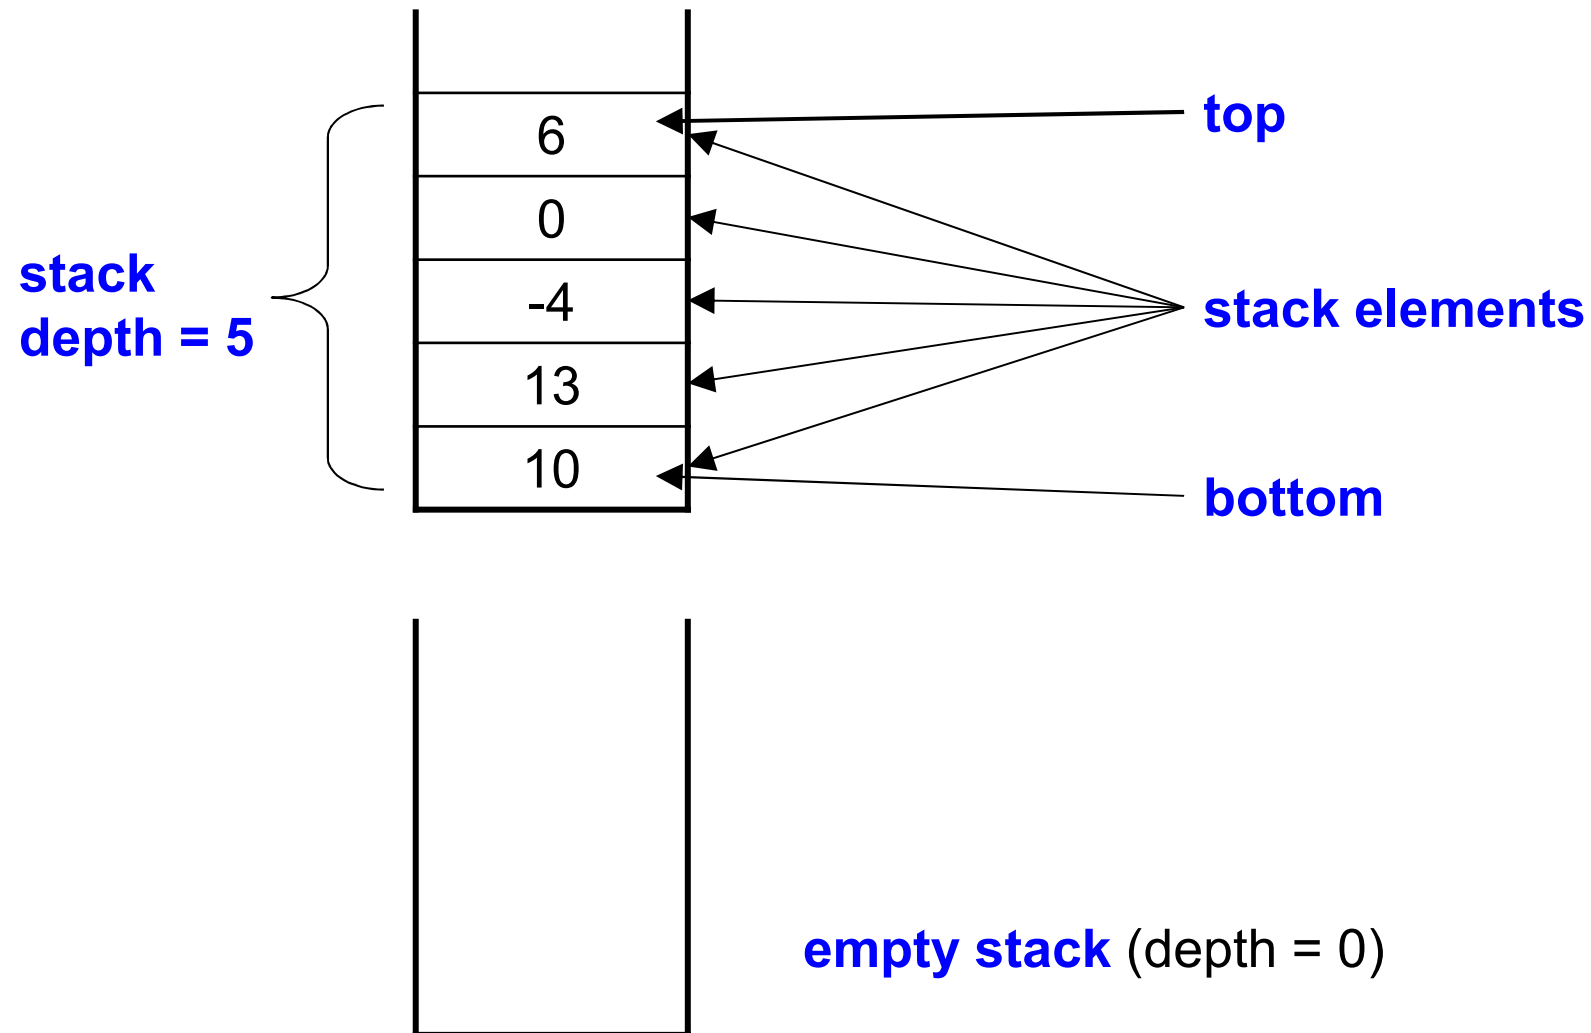 6
top
0
stack
depth = 5
-4
stack elements
13
10
bottom
empty stack (depth = 0)